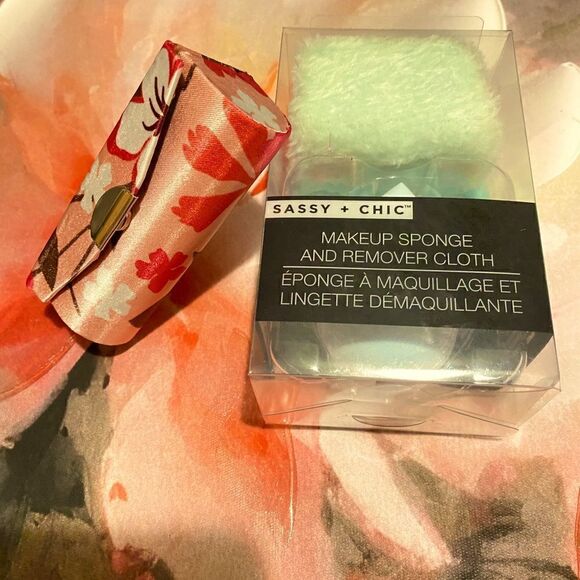 SASSY + CHIC™
MAKEUP SPONGE
AND REMOVER CLOTH
ÉPONGE À MAQUILLAGE ET
LINGETTE DÉMAQUILLANTE